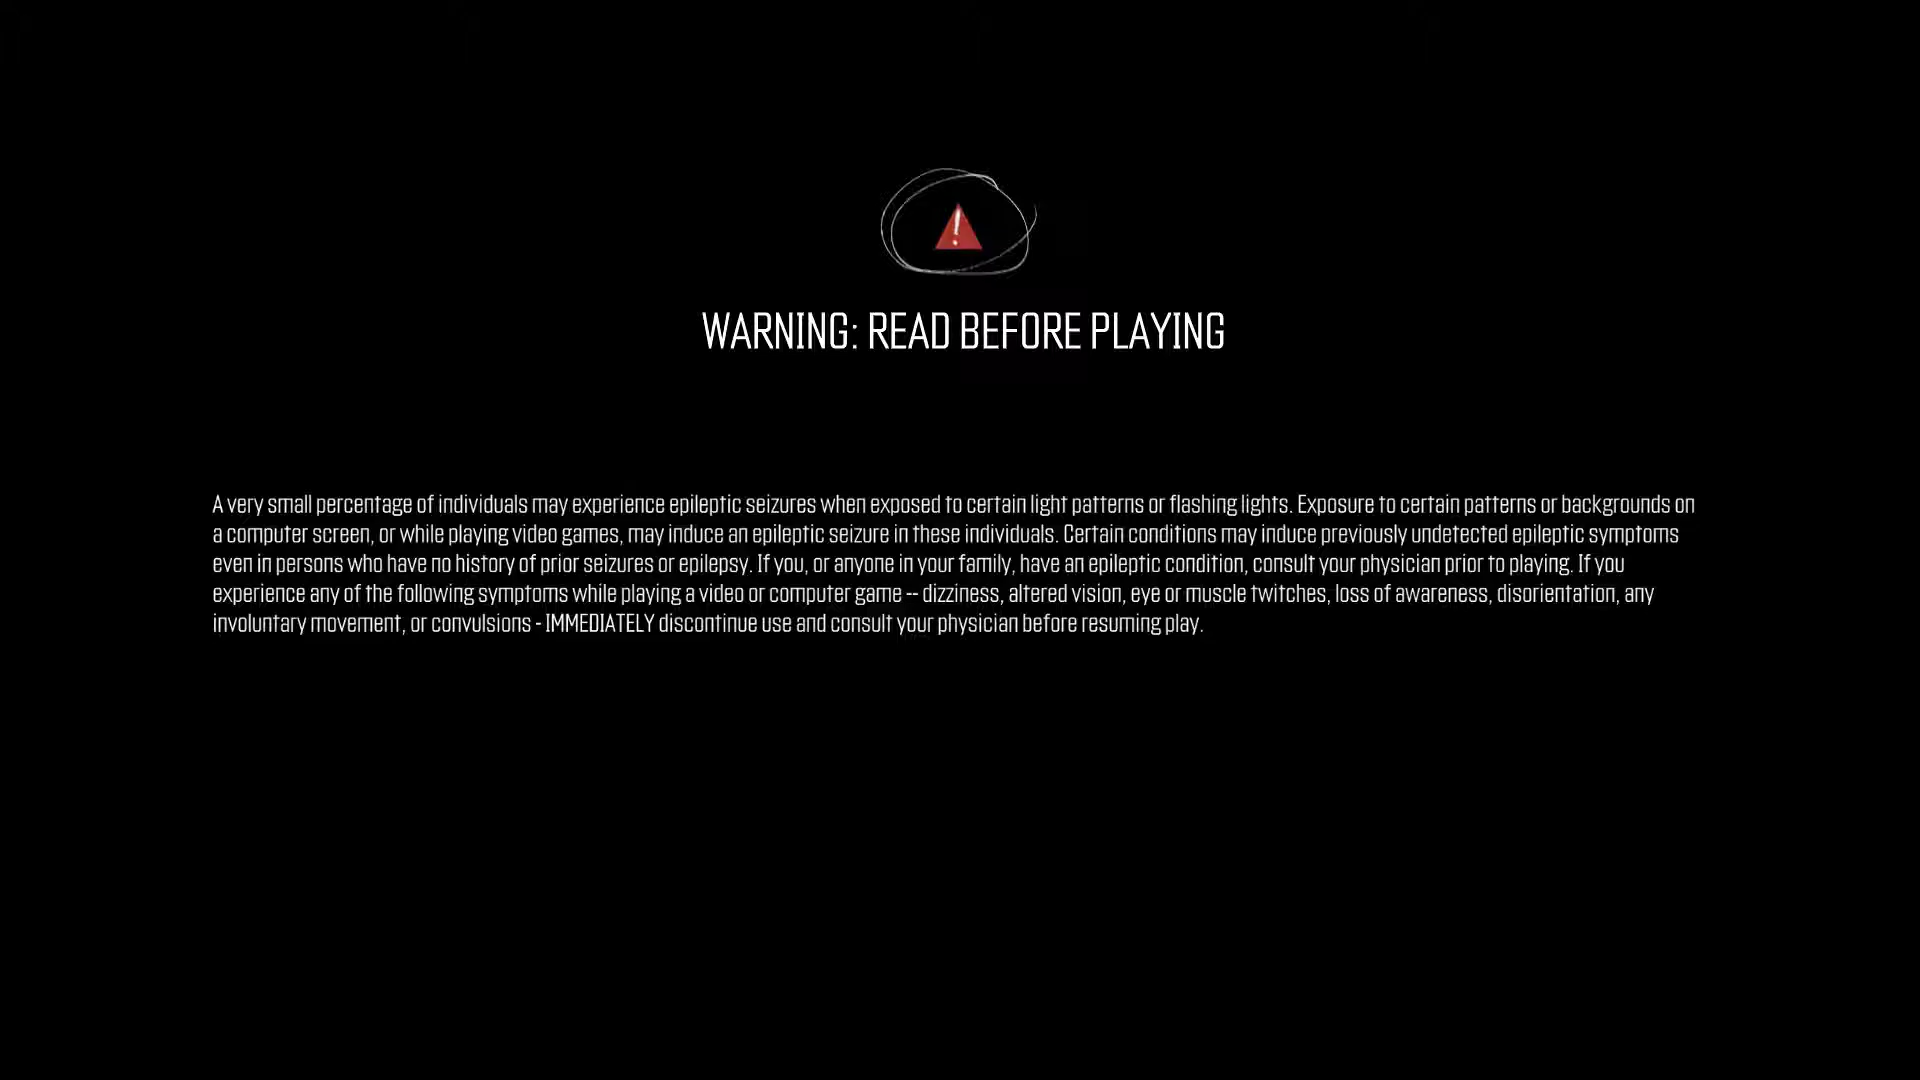 WARNING: READ BEFORE PLAYING
A very small percentage of individuals may experience epileptic seizures when exposed to certain light patterns or flashing lights. Exposure to certain patterns or backgrounds on
a computer screen, or while playing video games, may induce an epileptic seizure in these individuals. Certain conditions may induce previously undetected epileptic symptoms
even in persons who have no history of prior seizures or epilepsy. If you, or anyone in your family, have an epileptic condition, consult your physician prior to playing. If you
experience any of the following symptoms while playing a video or computer game -- dizziness, altered vision, eye or muscle twitches, loss of awareness, disorientation, any
involuntary movement, or convulsions - IMMEDIATELY discontinue use and consult your physician before resuming play.